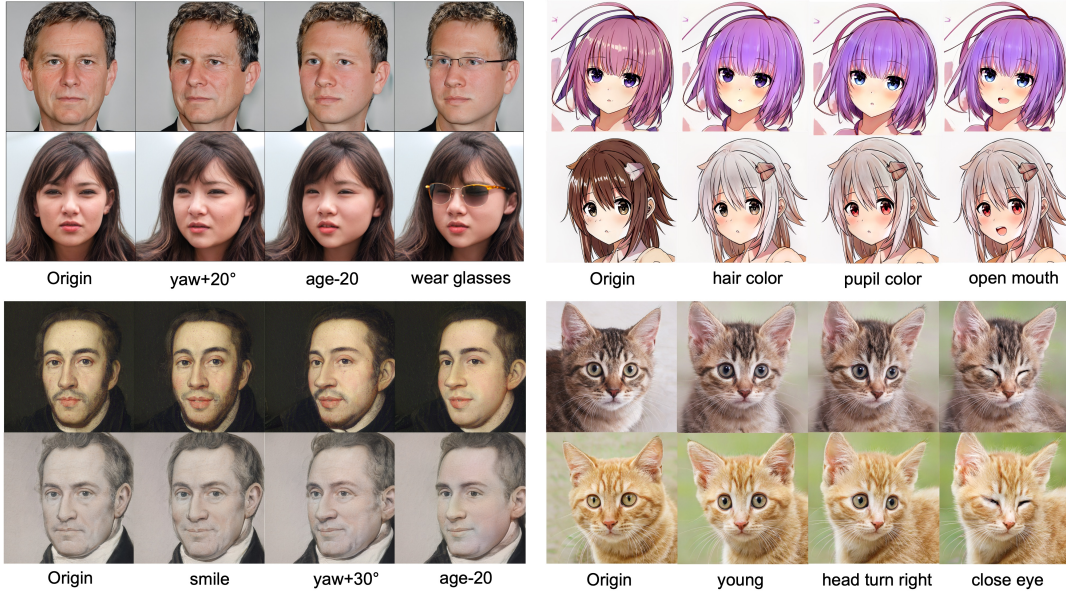 Origin yaw+20° age-20 wear glasses
Origin hair color pupil color open mouth
Origin smile yaw+30° age-20
Origin young head turn right close eye